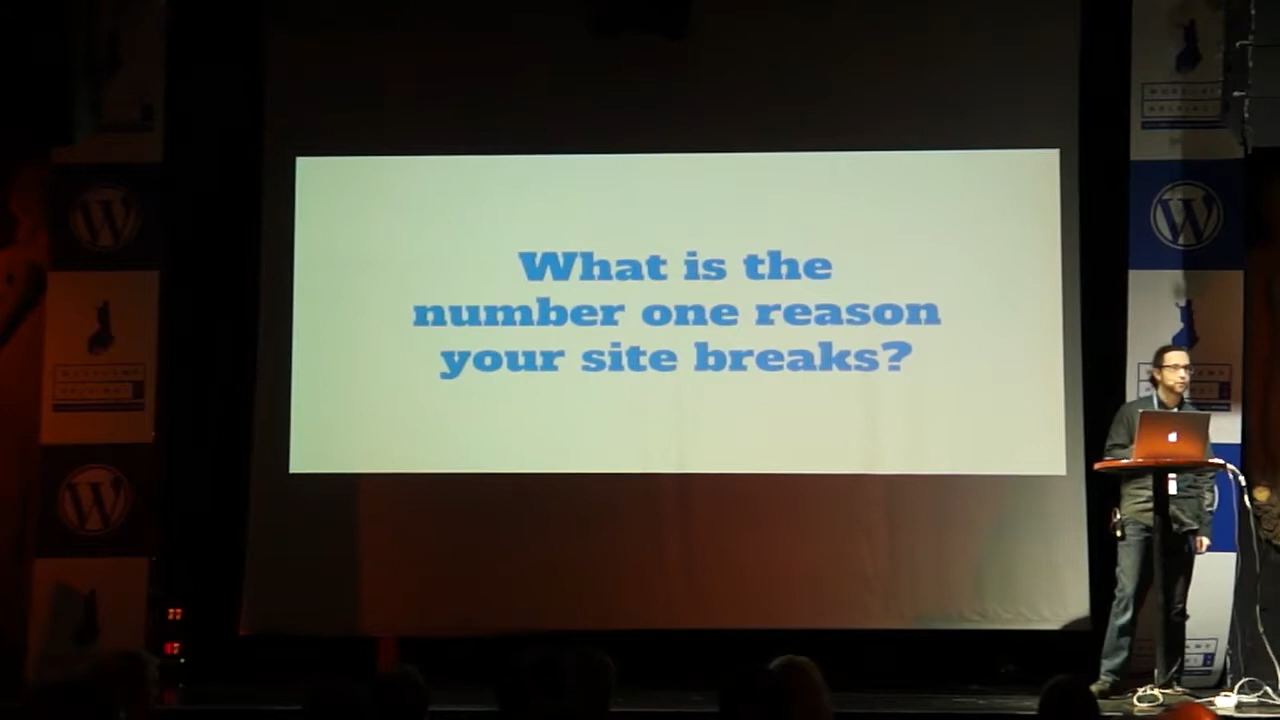 What is the
number one reason
your site breaks?
W
W
W